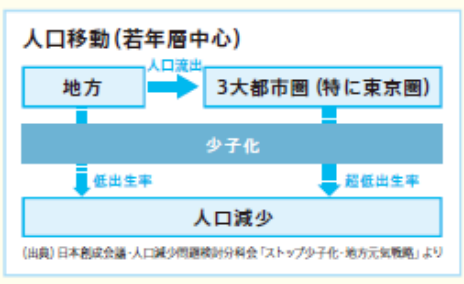 人口移動(若年層中心)
人口流出
地方
3大都市圏(特に東京圏)
少子化
低出生率
超低出生率
人口減少
(出典)日本創成会議・人口減少問題検討分科会「ストップ少子化・地方元気戦略」より